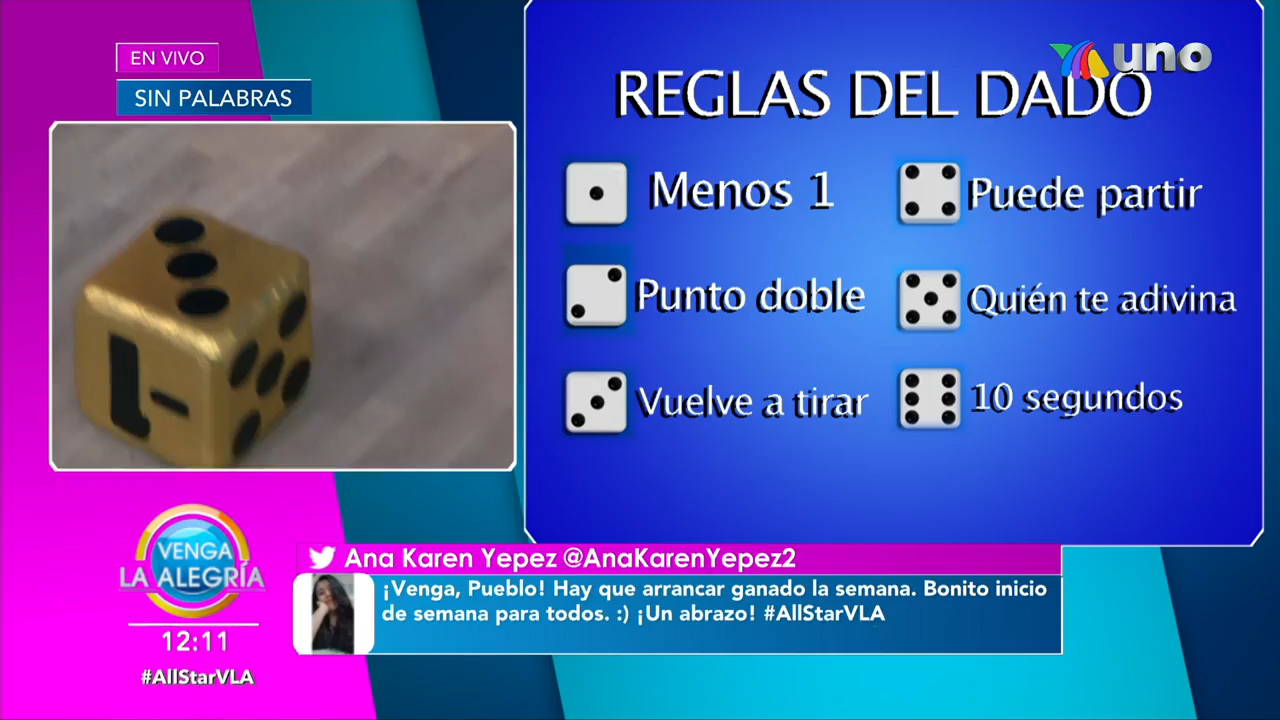 EN VIVO
SIN PALABRAS
uno
REGLAS DEL DADO
Menos 1
Puede partir
Punto doble
Quién te adivina
Vuelve a tirar
10 segundos
VENGA
LA ALEGRÍA
12:11
#AllStarVLA
Ana Karen Yepez @AnaKarenYepez2
¡Venga, Pueblo! Hay que arrancar ganado la semana. Bonito inicio
de semana para todos. :) ¡Un abrazo! #AllStarVLA